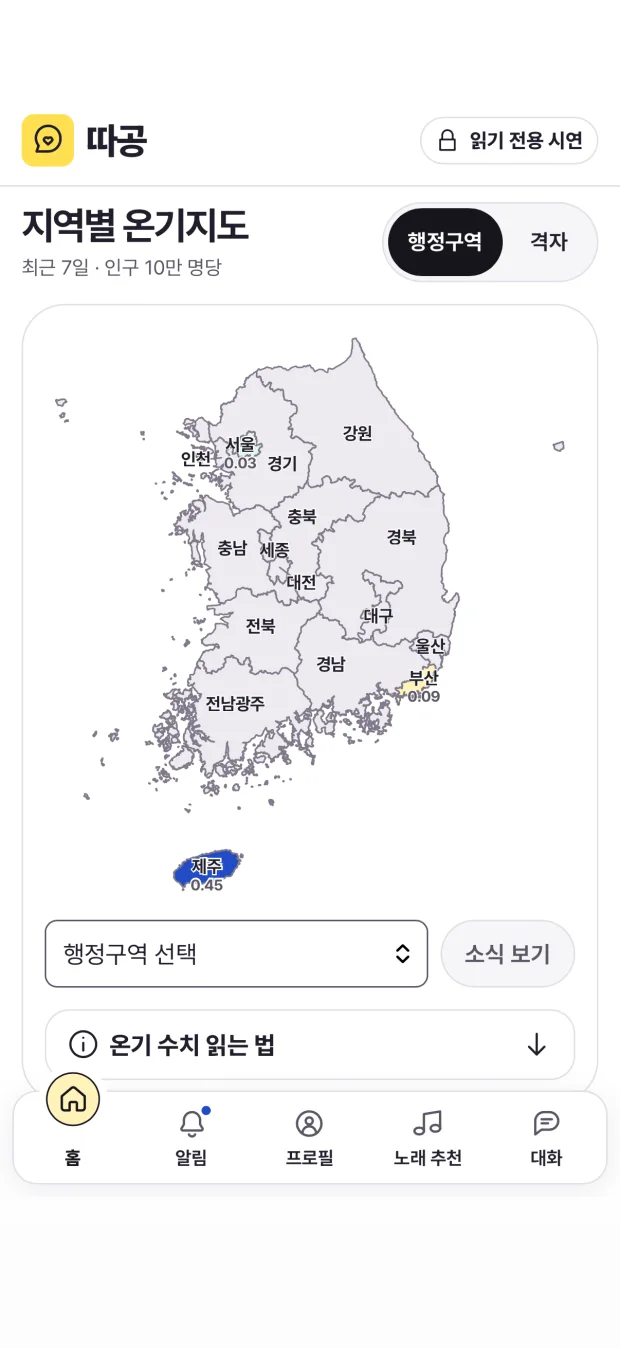 따공
읽기 전용 시연
지역별 온기지도
최근 7일 · 인구 10만 명당
행정구역
격자
강원
서울
0.03
인천
경기
충북
경북
충남
세종
대전
대구
전북
울산
경남
부산
0.09
전남광주
제주
0.45
행정구역 선택
소식 보기
온기 수치 읽는 법
홈
알림
프로필
노래 추천
대화